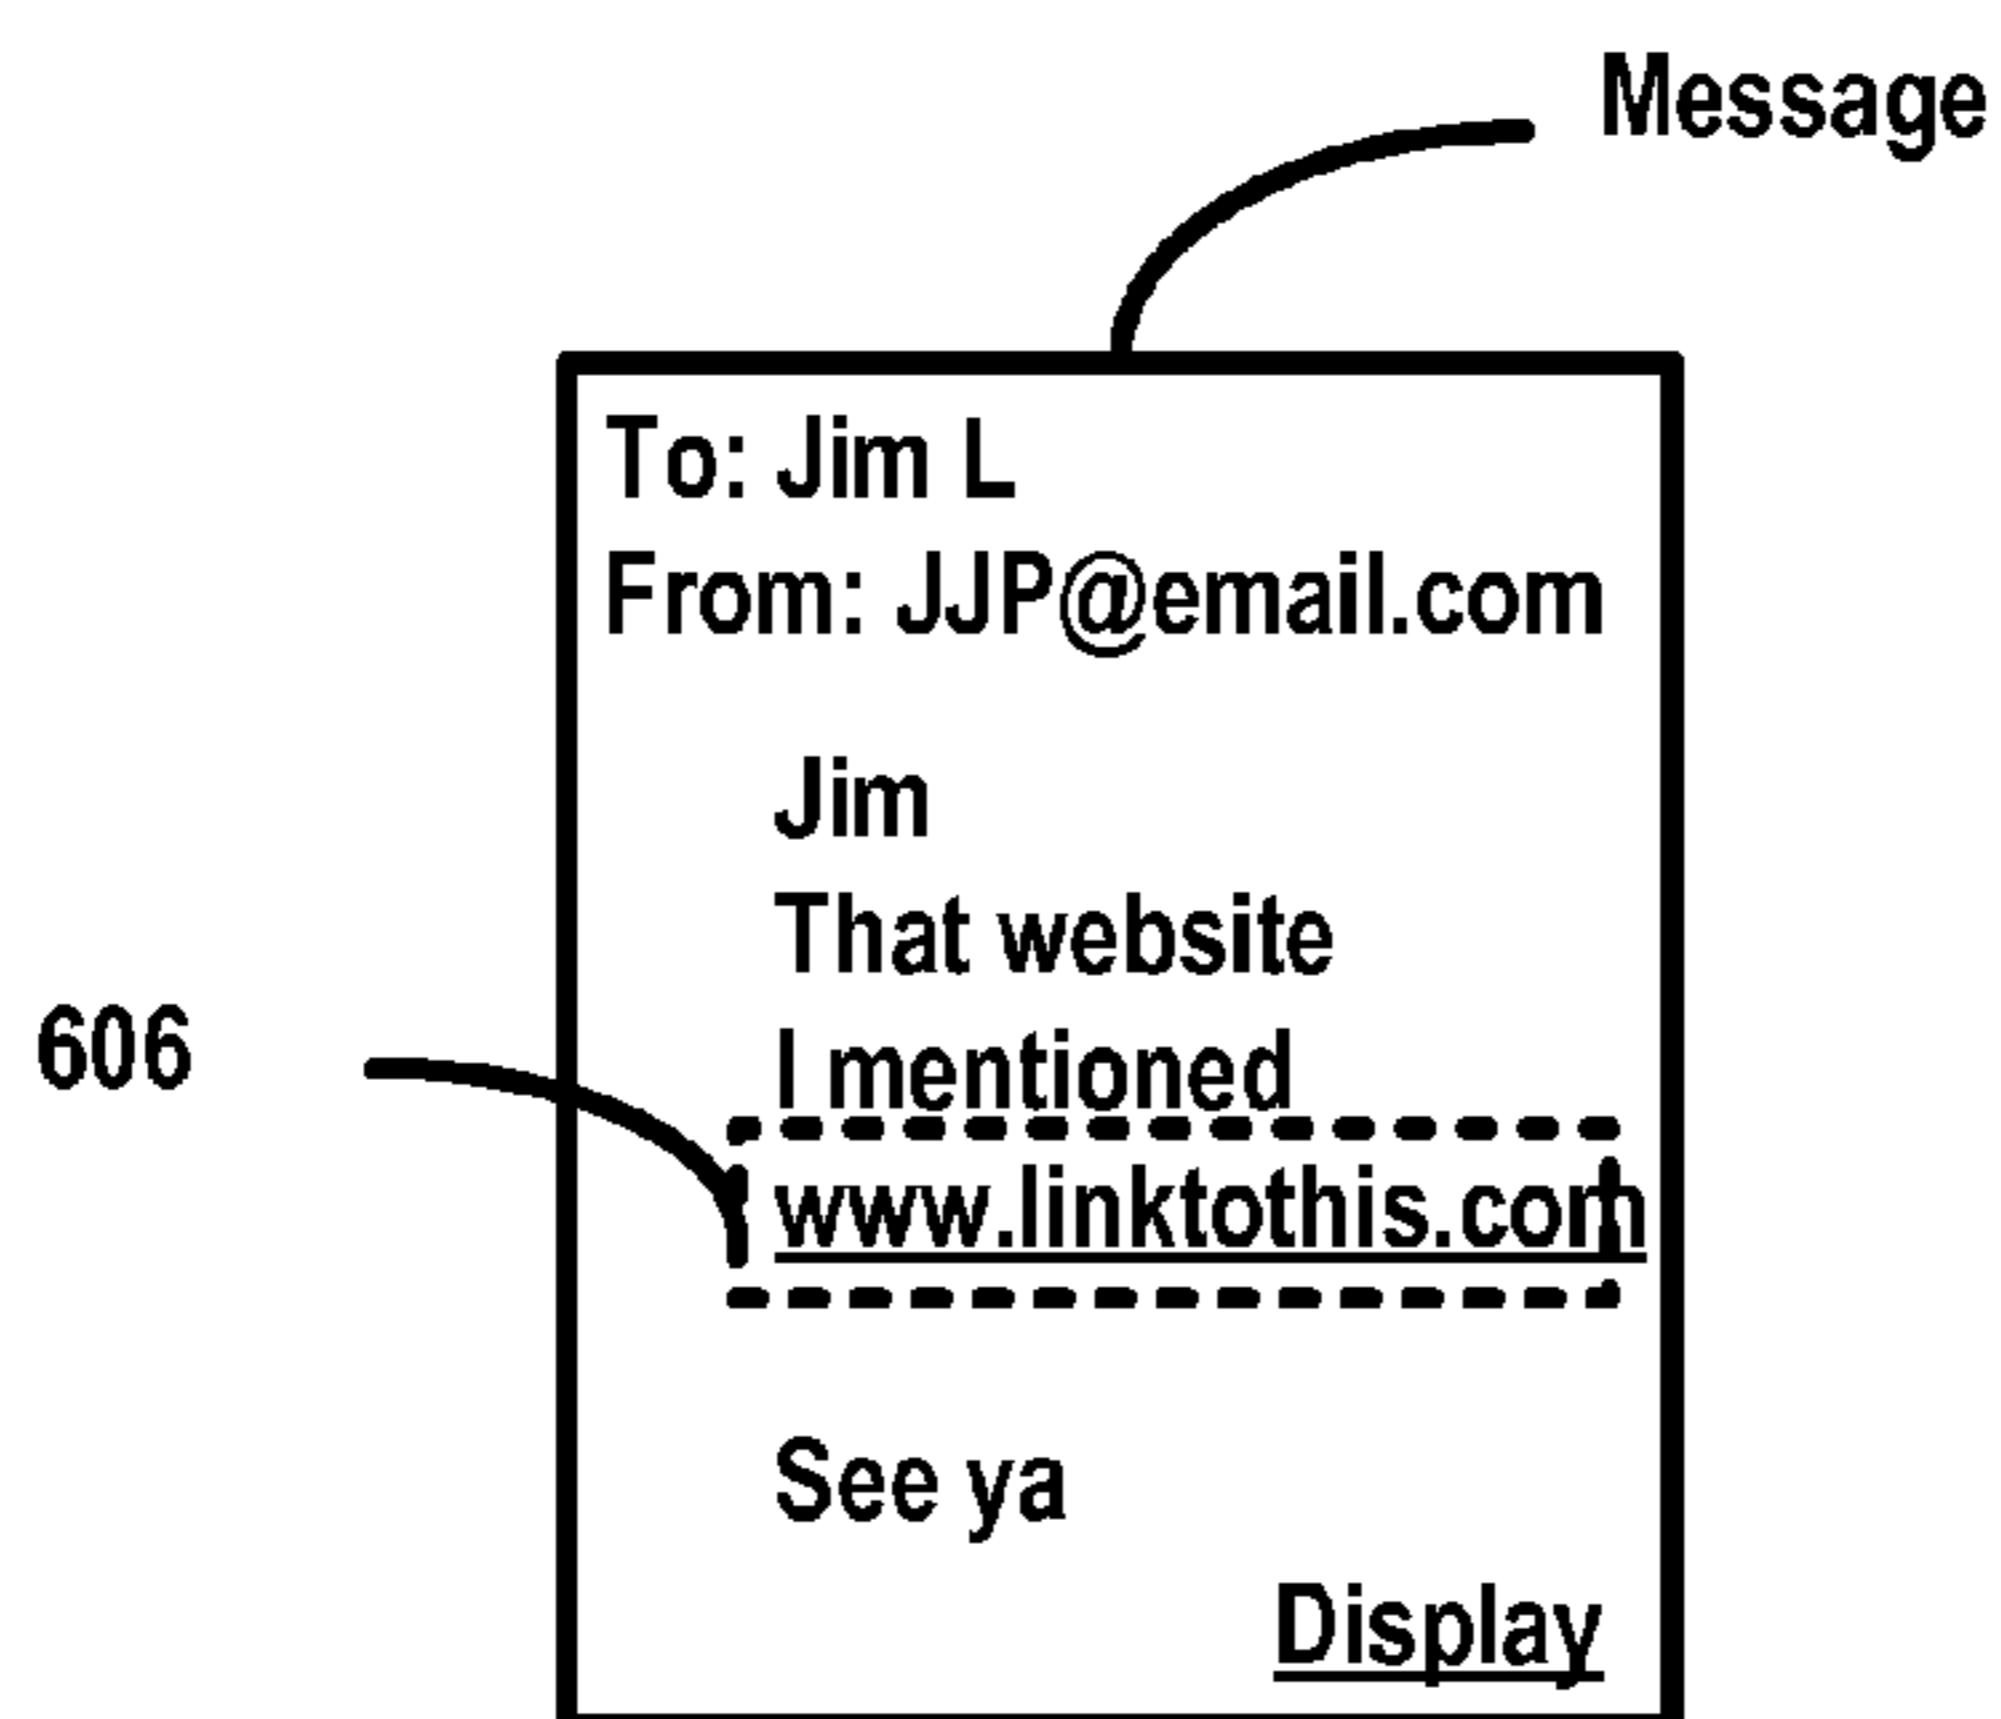 Message
To: Jim L
From: JJP@email.com
Jim
That website
I mentioned
606
www.linktothis.com
See ya
Display